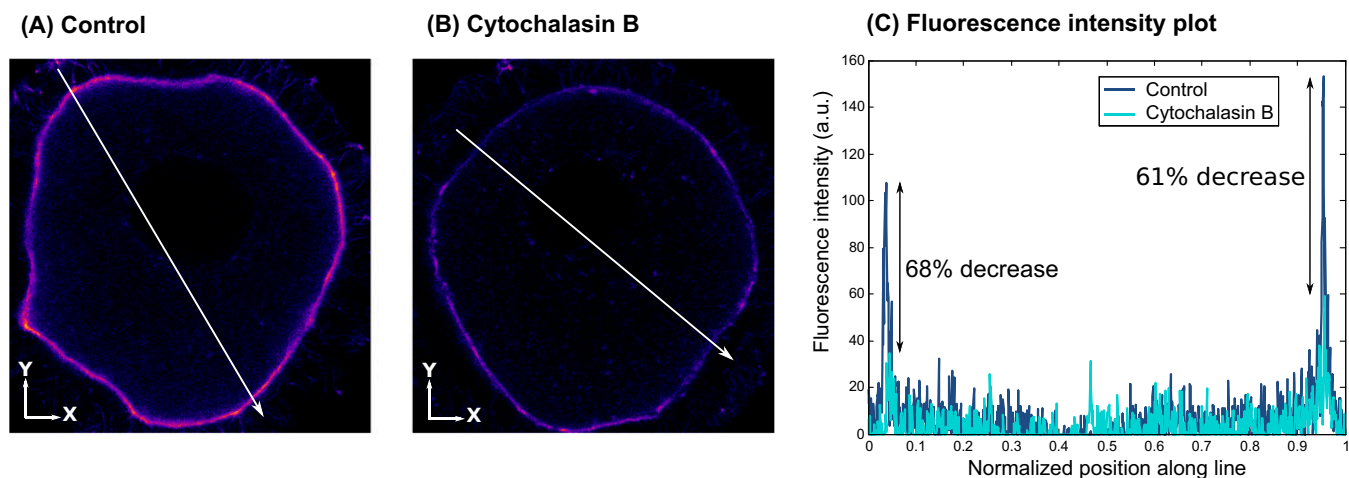 (A) Control
(B) Cytochalasin B
(C) Fluorescence intensity plot
Y
X
Y
X
Fluorescence intensity (a.u.)
160
140
120
100
80
60
40
20
0
Control
Cytochalasin B
68% decrease
61% decrease
0 0.1 0.2 0.3 0.4 0.5 0.6 0.7 0.8 0.9 1
Normalized position along line